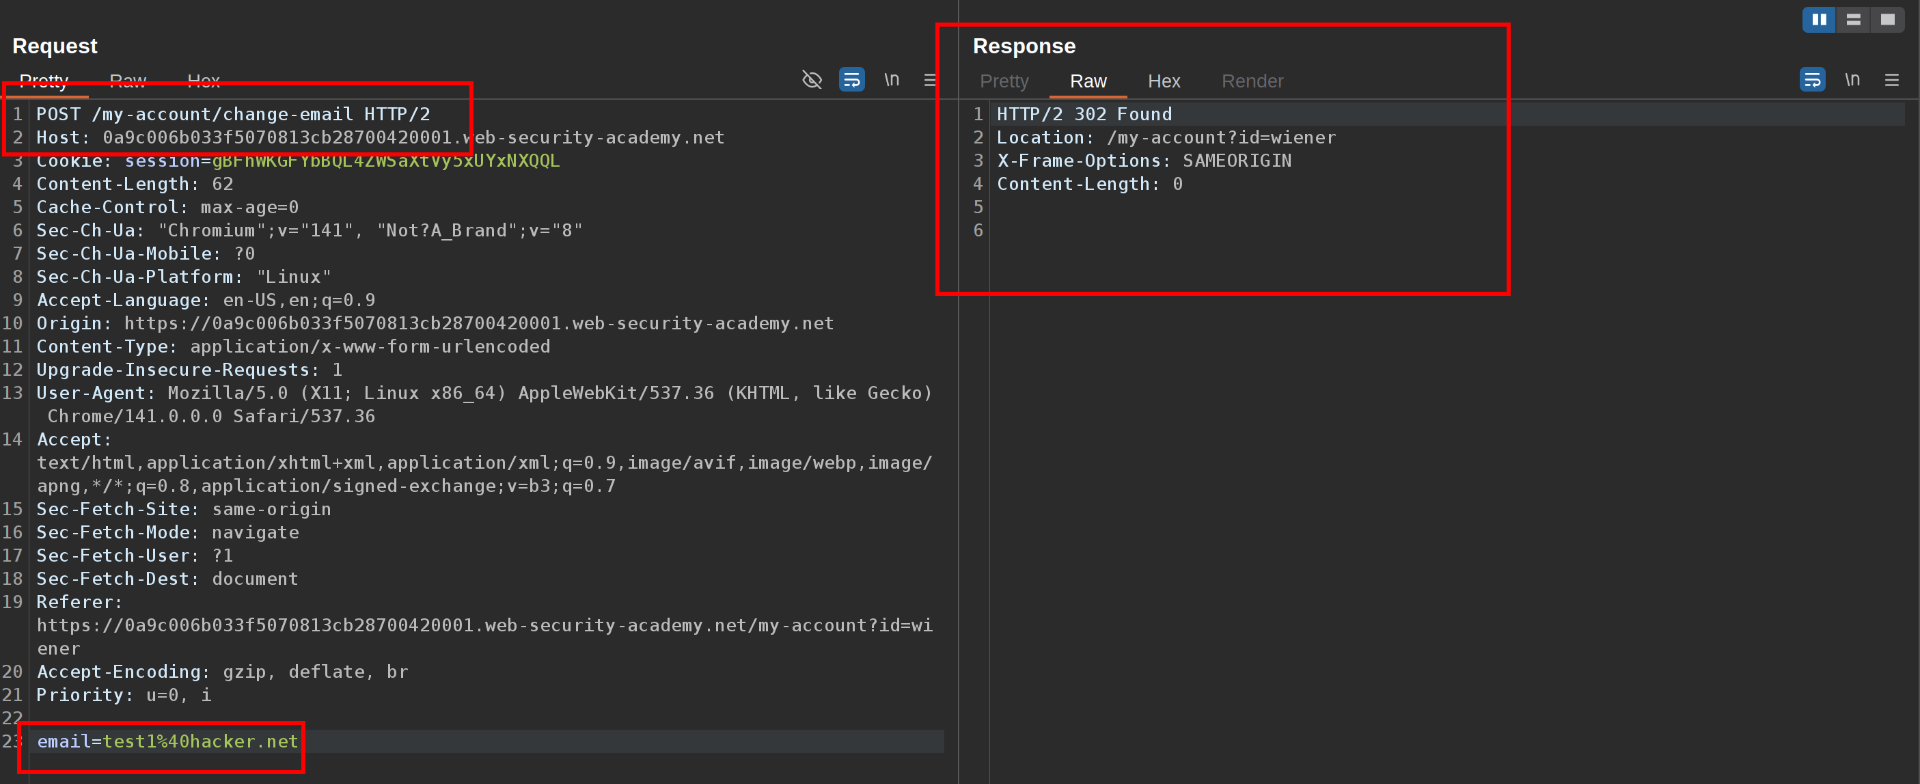 Request
Pretty Raw Hex
\n
1 POST /my-account/change-email HTTP/2
2 Host: 0a9c006b033f5070813cb28700420001.web-security-academy.net
3 Cookie: session=gBFhWKGFYbBQL4ZWSaXtVy5xUYxNXQQL
4 Content-Length: 62
5 Cache-Control: max-age=0
6 Sec-Ch-Ua: "Chromium";v="141", "Not?A_Brand";v="8"
7 Sec-Ch-Ua-Mobile: ?0
8 Sec-Ch-Ua-Platform: "Linux"
9 Accept-Language: en-US,en;q=0.9
10 Origin: https://0a9c006b033f5070813cb28700420001.web-security-academy.net
11 Content-Type: application/x-www-form-urlencoded
12 Upgrade-Insecure-Requests: 1
13 User-Agent: Mozilla/5.0 (X11; Linux x86_64) AppleWebKit/537.36 (KHTML, like Gecko)
Chrome/141.0.0.0 Safari/537.36
14 Accept:
text/html,application/xhtml+xml,application/xml;q=0.9,image/avif,image/webp,image/
apng,*/*;q=0.8,application/signed-exchange;v=b3;q=0.7
15 Sec-Fetch-Site: same-origin
16 Sec-Fetch-Mode: navigate
17 Sec-Fetch-User: ?1
18 Sec-Fetch-Dest: document
19 Referer:
https://0a9c006b033f5070813cb28700420001.web-security-academy.net/my-account?id=wi
ener
20 Accept-Encoding: gzip, deflate, br
21 Priority: u=0, i
22
23 email=test1%40hacker.net
Response
Pretty Raw Hex Render
\n
1 HTTP/2 302 Found
2 Location: /my-account?id=wiener
3 X-Frame-Options: SAMEORIGIN
4 Content-Length: 0
5
6